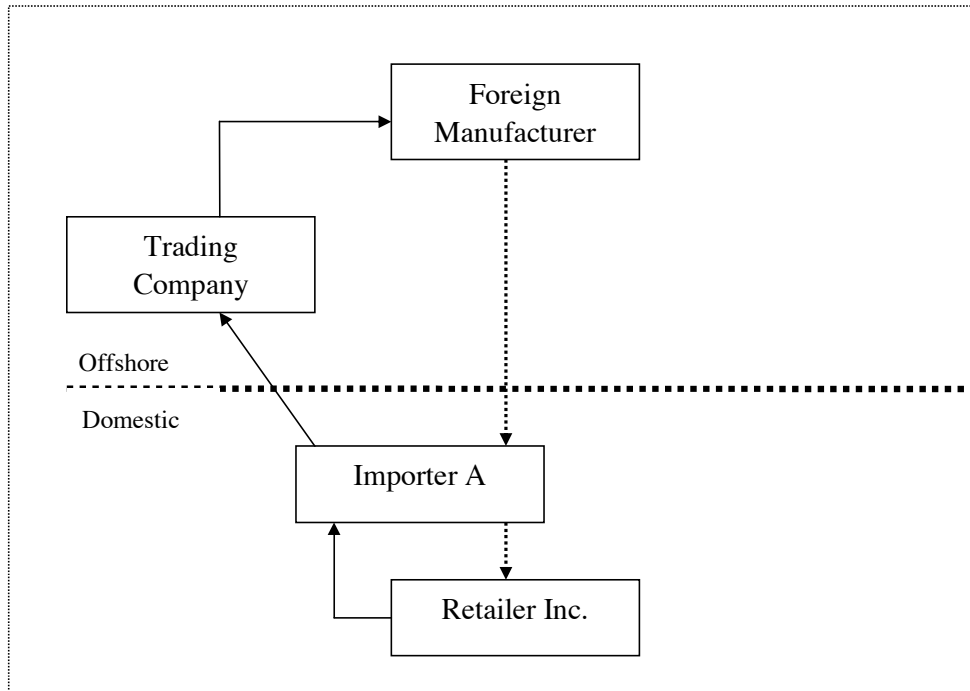 Foreign
Manufacturer
Trading
Company
Offshore
Domestic
Importer A
Retailer Inc.